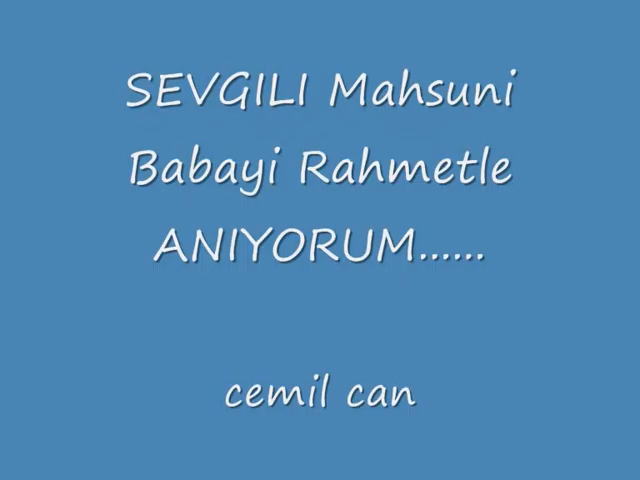 SEVGILI Mahsuni
Babayi Rahmetle
ANIYORUM......
cemil can